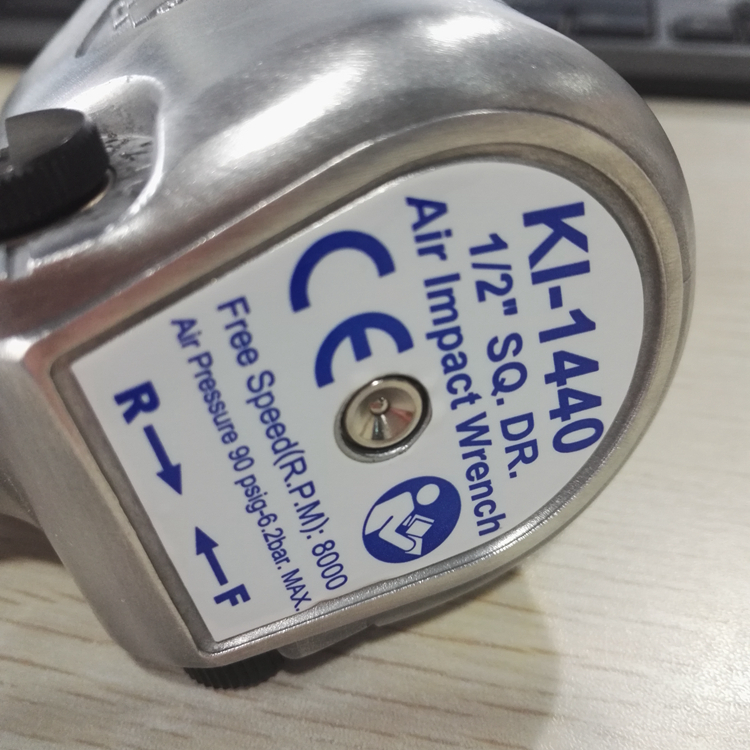 KI-1440
1/2" SQ. DR.
Air Impact Wrench
CE
Free Speed(R.P.M): 8000
Air Pressure 90 psig-6.2bar. MAX.
R
F